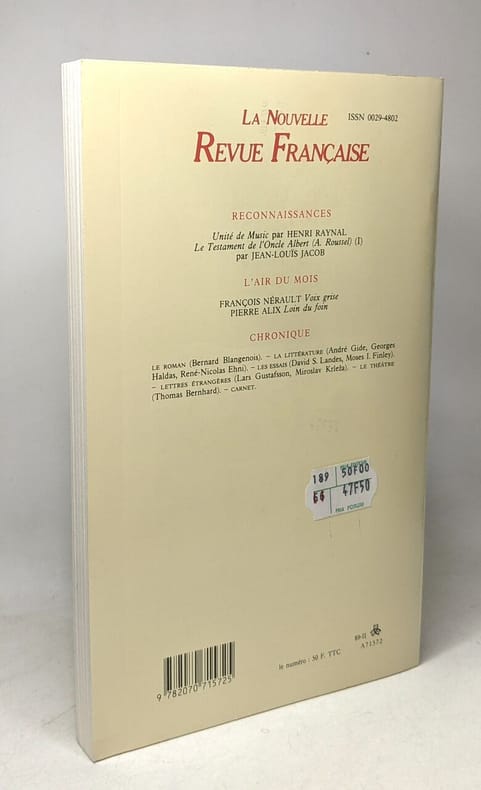 LA NOUVELLE ISSN 0029-4802
REVUE FRANÇAISE
RECONNAISSANCES
Unité de Music par HENRI RAYNAL
Le Testament de l'Oncle Albert (A. Roussel) (I)
par JEAN-LOUIS JACOB
L'AIR DU MOIS
FRANÇOIS NÉRAULT Voix grise
PIERRE ALIX Loin du foin
CHRONIQUE
LE ROMAN (Bernard Blangenois). – LA LITTÉRATURE (André Gide, Georges
Haldas, René-Nicolas Ehni). – LES ESSAIS (David S. Landes, Moses I. Finley).
– LETTRES ÉTRANGÈRES (Lars Gustafsson, Miroslav Krleža). – LE THÉÂTRE
(Thomas Bernhard). – CARNET.
189 50F00
64 47F50
PRIX FORUM
89-II
le numéro : 50 F. TTC A71572
9 782070 715725